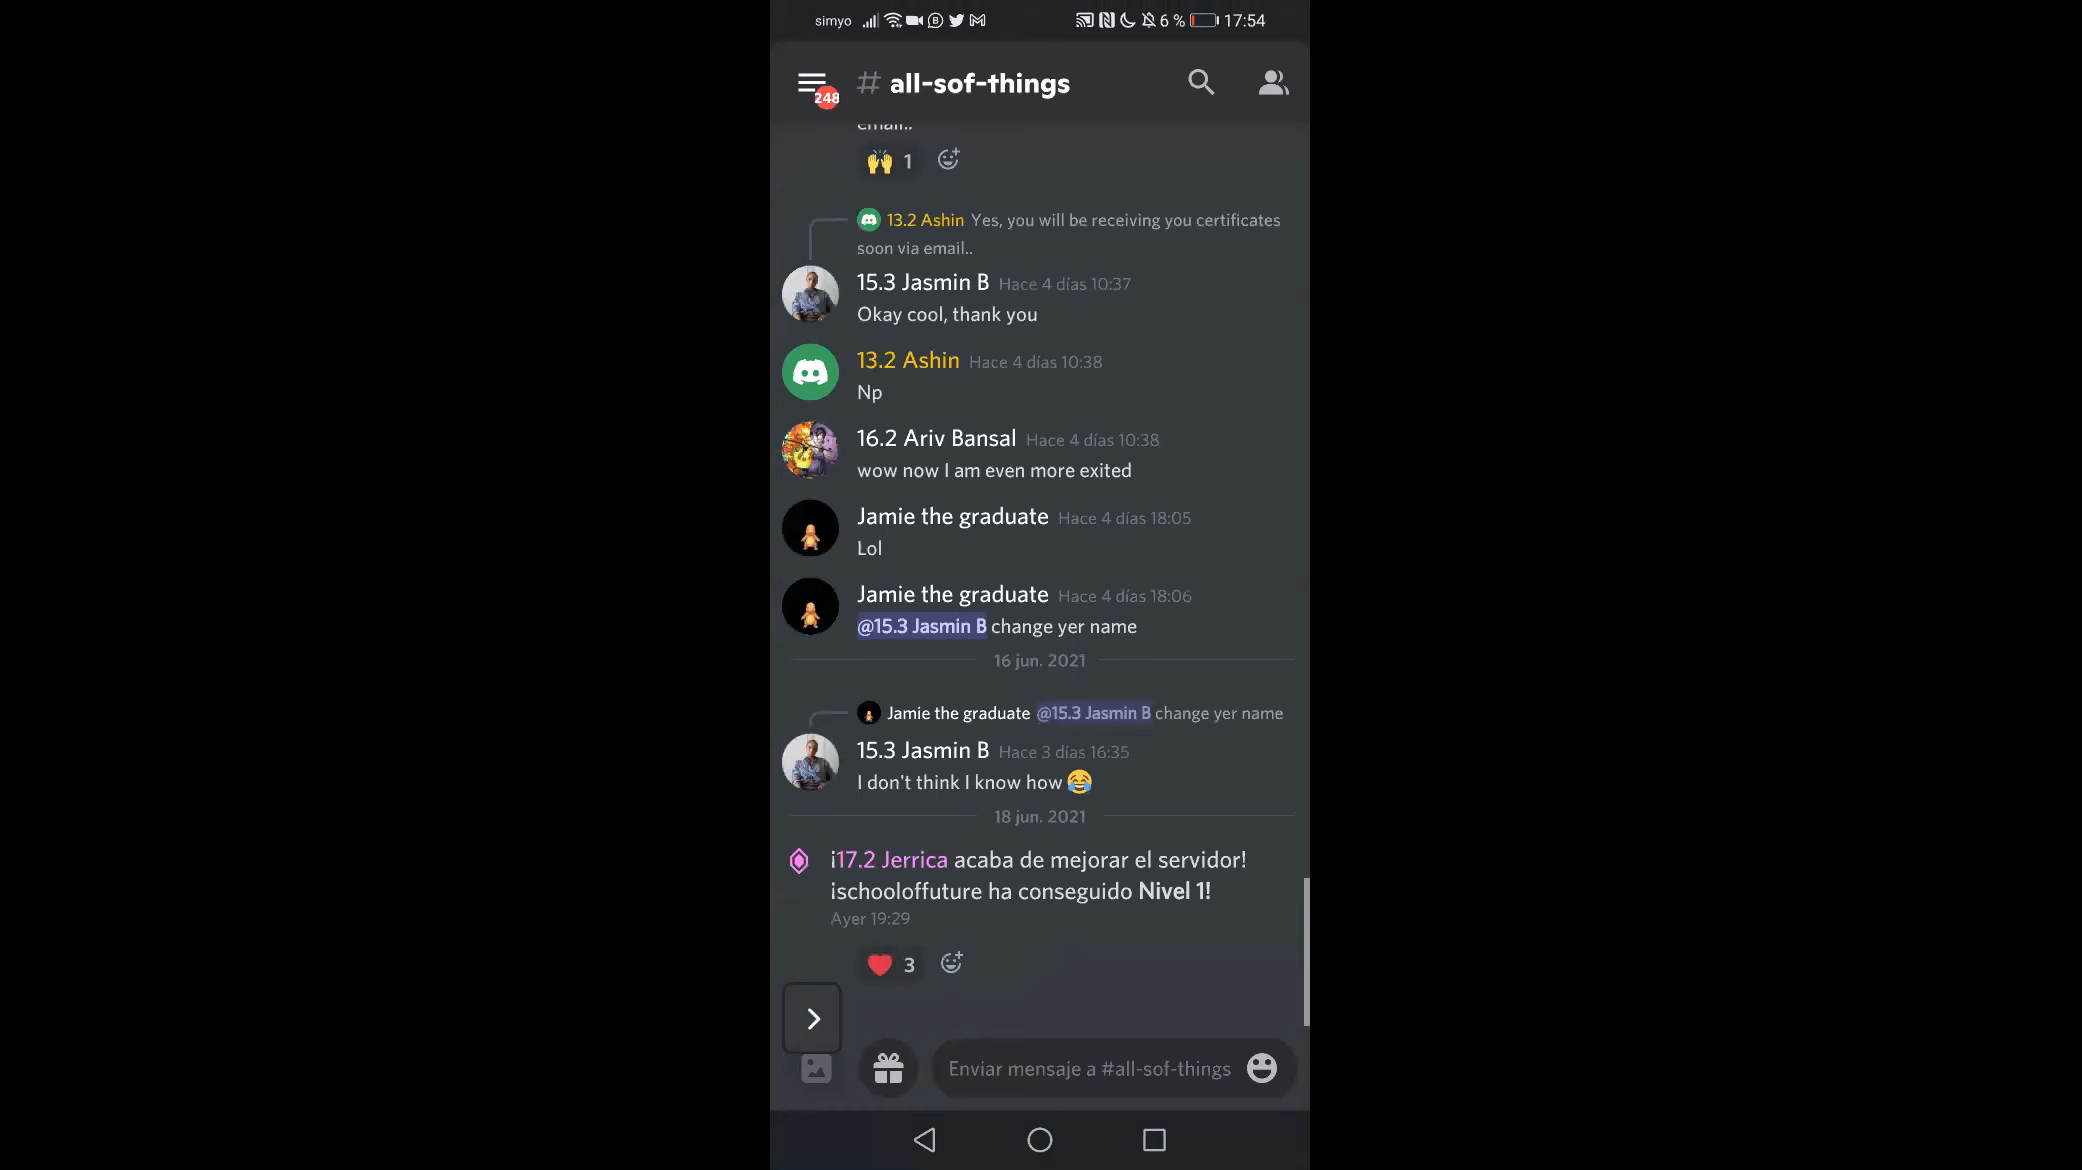 simyo 6 % 17:54
248 # all-sof-things
email..
1
13.2 Ashin Yes, you will be receiving you certificates
soon via email..
15.3 Jasmin B Hace 4 días 10:37
Okay cool, thank you
13.2 Ashin Hace 4 días 10:38
Np
16.2 Ariv Bansal Hace 4 días 10:38
wow now I am even more exited
Jamie the graduate Hace 4 días 18:05
Lol
Jamie the graduate Hace 4 días 18:06
@15.3 Jasmin B change yer name
16 jun. 2021
Jamie the graduate @15.3 Jasmin B change yer name
15.3 Jasmin B Hace 3 días 16:35
I don't think I know how 😂
18 jun. 2021
¡17.2 Jerrica acaba de mejorar el servidor!
¡schooloffuture ha conseguido Nivel 1!
Ayer 19:29
3
Enviar mensaje a #all-sof-things